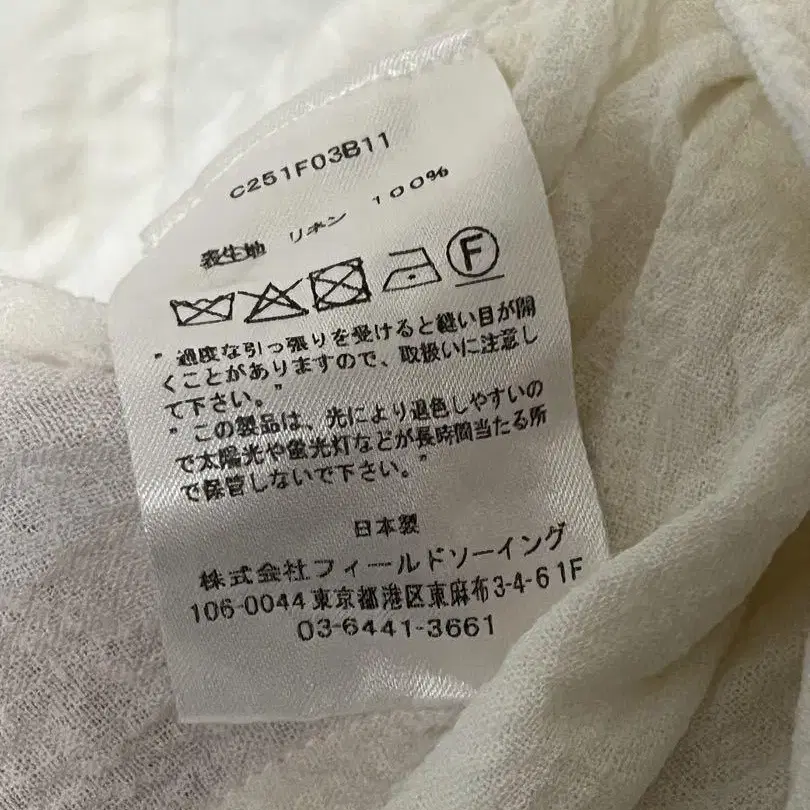 C251F03B11
表生地 リネン 100%
F
" 過度な引っ張りを受けると縫い目が開
くことがありますので、取扱いに注意し
て下さい。"
" この製品は、光により退色しやすいの
で太陽光や蛍光灯などが長時間当たる所
で保管しないで下さい。"
日本製
株式会社フィールドソーイング
106-0044 東京都港区東麻布3-4-6 1F
03-6441-3661